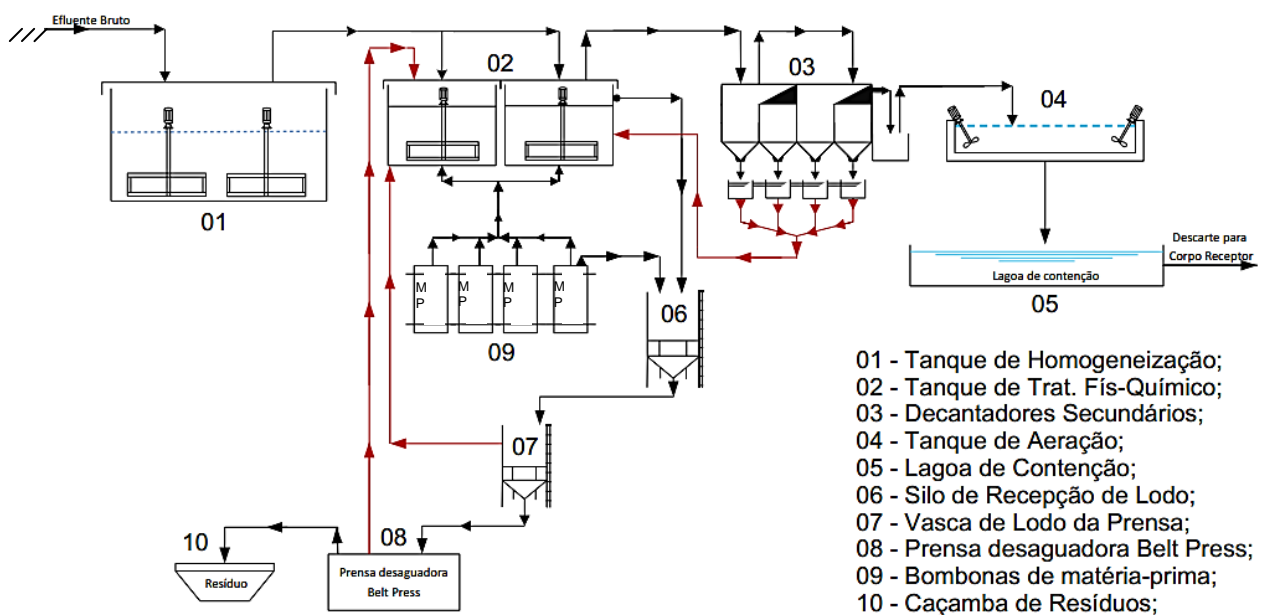 Efluente Bruto
02
03
04
01
Descarte para
Corpo Receptor
Lagoa de contenção
05
M
P
M
P
M
P
M
P
09
06
07
10
08
Resíduo
Prensa desaguadora
Belt Press
01 - Tanque de Homogeneização;
02 - Tanque de Trat. Fís-Químico;
03 - Decantadores Secundários;
04 - Tanque de Aeração;
05 - Lagoa de Contenção;
06 - Silo de Recepção de Lodo;
07 - Vasca de Lodo da Prensa;
08 - Prensa desaguadora Belt Press;
09 - Bombonas de matéria-prima;
10 - Caçamba de Resíduos;